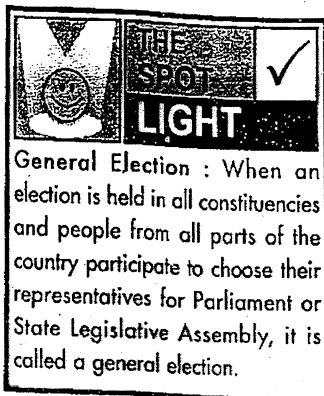 THE
SPOT
LIGHT
General Election : When an
election is held in all constituencies
and people from all parts of the
country participate to choose their
representatives for Parliament or
State Legislative Assembly, it is
called a general election.